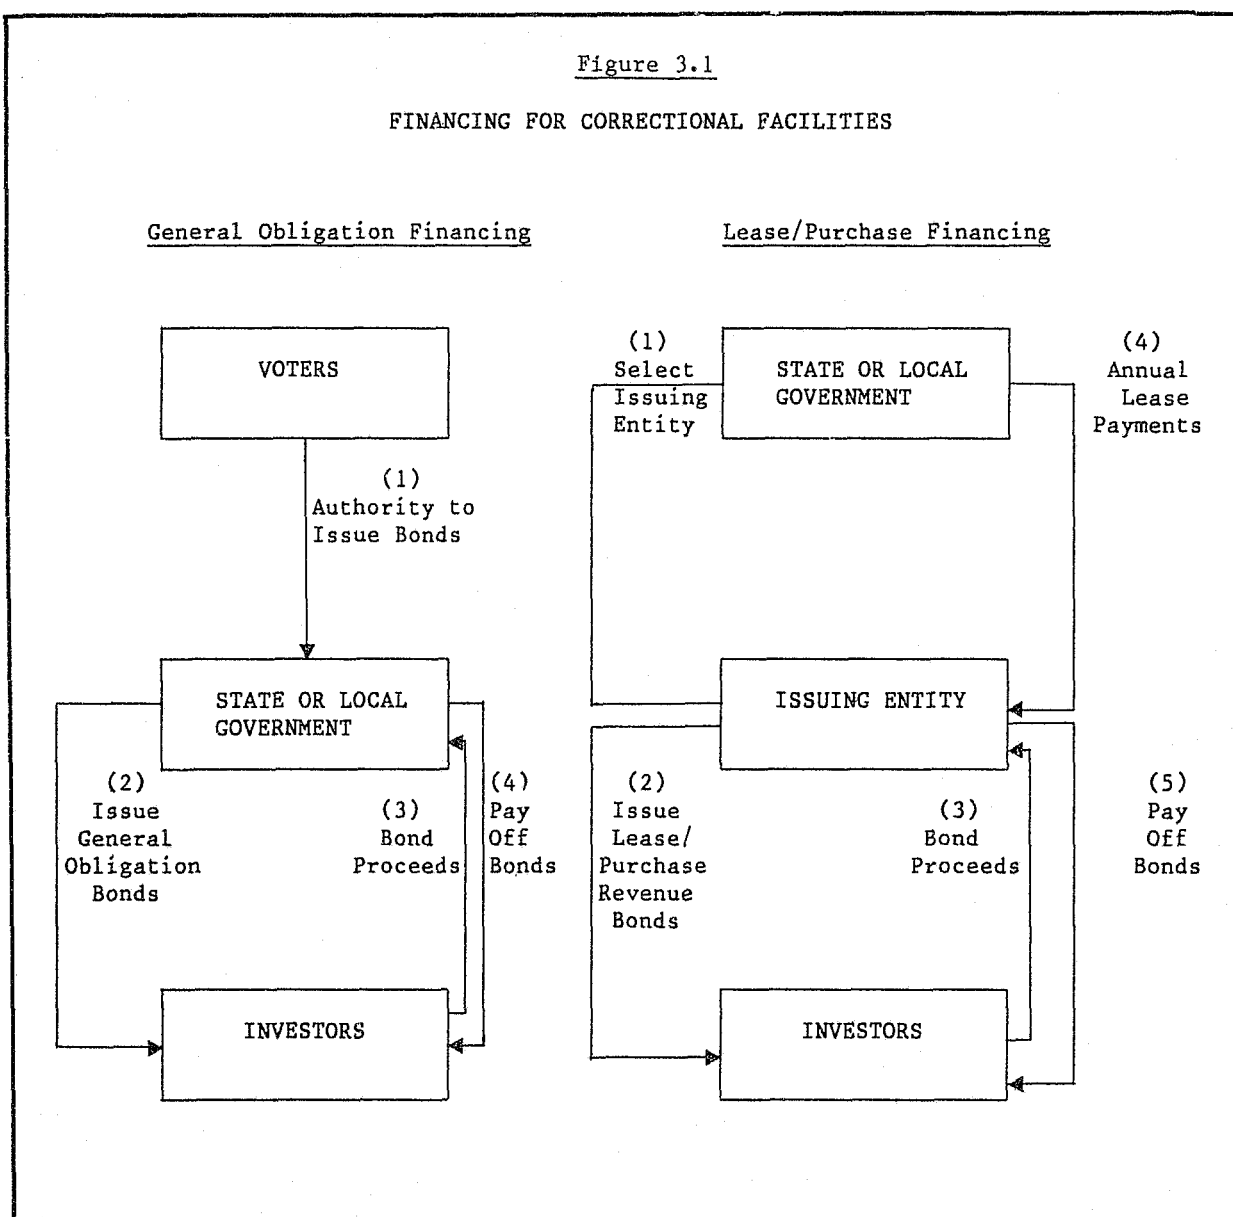 Figure 3.1
FINANCING FOR CORRECTIONAL FACILITIES
General Obligation Financing
VOTERS
(1)
Authority to
Issue Bonds
STATE OR LOCAL
GOVERNMENT
(2)
Issue
General
Obligation
Bonds
(3)
Bond
Proceeds
(4)
Pay
Off
Bonds
INVESTORS
Lease/Purchase Financing
(1)
Select
Issuing
Entity
STATE OR LOCAL
GOVERNMENT
(4)
Annual
Lease
Payments
ISSUING ENTITY
(2)
Issue
Lease/
Purchase
Revenue
Bonds
(3)
Bond
Proceeds
(5)
Pay
Off
Bonds
INVESTORS